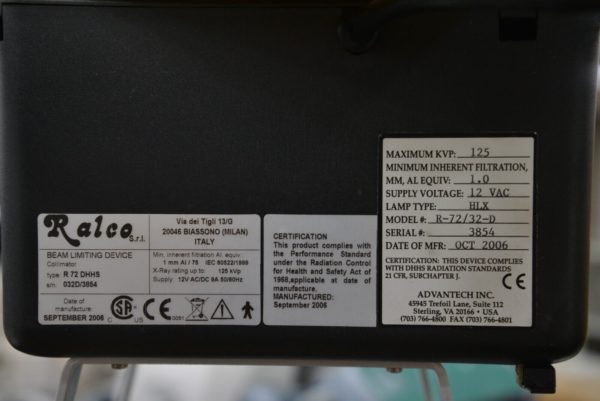 Ralco S.r.l.
Via dei Tigli 13/G
20046 BIASSONO (MILAN)
ITALY
BEAM LIMITING DEVICE
Collimator
type R 72 DHHS
s/n. 032D/3854
Min. inherent filtration Al. equiv.:
1 mm Al / 75 IEC 60522/1999
X-Ray rating up to: 125 kVp
Supply: 12V AC/DC 9A 50/60Hz
Date of
manufacture:
SEPTEMBER 2006
C SA US
CE 0051
CERTIFICATION
This product complies with
the Performance Standard
under the Radiation Control
for Health and Safety Act of
1968,applicable at date of
manufacture.
MANUFACTURED:
September 2006
MAXIMUM KVP: 125
MINIMUM INHERENT FILTRATION,
MM, AL EQUIV: 1.0
SUPPLY VOLTAGE: 12 VAC
LAMP TYPE: HLX
MODEL#: R-72/32-D
SERIAL#: 3854
DATE OF MFR: OCT 2006
CERTIFICATION: THIS DEVICE COMPLIES
WITH DHHS RADIATION STANDARDS
21 CFR, SUBCHAPTER J.
ADVANTECH INC.
45945 Trefoil Lane, Suite 112
Sterling, VA 20166 • USA
(703) 766-4800 FAX (703) 766-4801